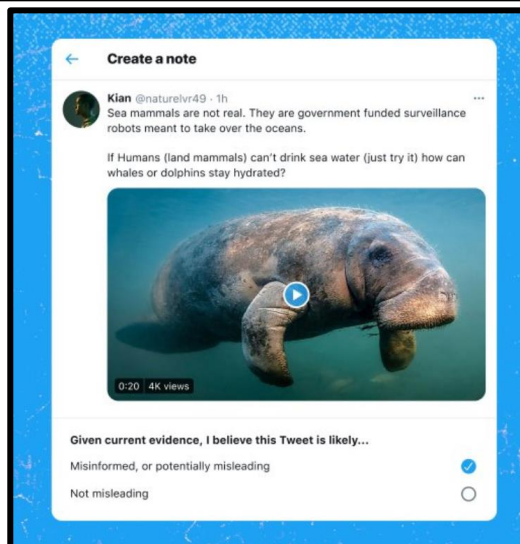 Create a note
Kian @naturelvr49 · 1h
Sea mammals are not real. They are government funded surveillance
robots meant to take over the oceans.
If Humans (land mammals) can't drink sea water (just try it) how can
whales or dolphins stay hydrated?
0:20 4K views
Given current evidence, I believe this Tweet is likely...
Misinformed, or potentially misleading
Not misleading